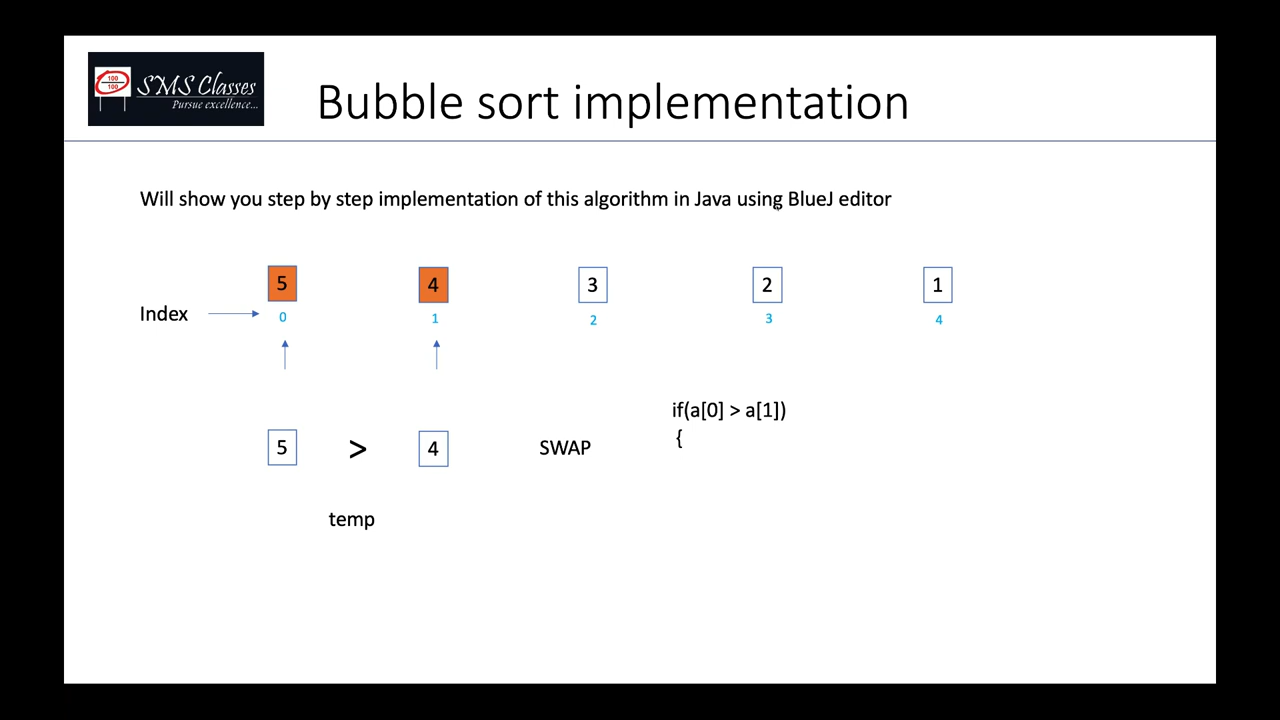 100
100
SMS Classes
Pursue excellence...
Bubble sort implementation
Will show you step by step implementation of this algorithm in Java using BlueJ editor
5 4 3 2 1
Index 0 1 2 3 4
if(a[0] > a[1])
{
5 > 4 SWAP
temp